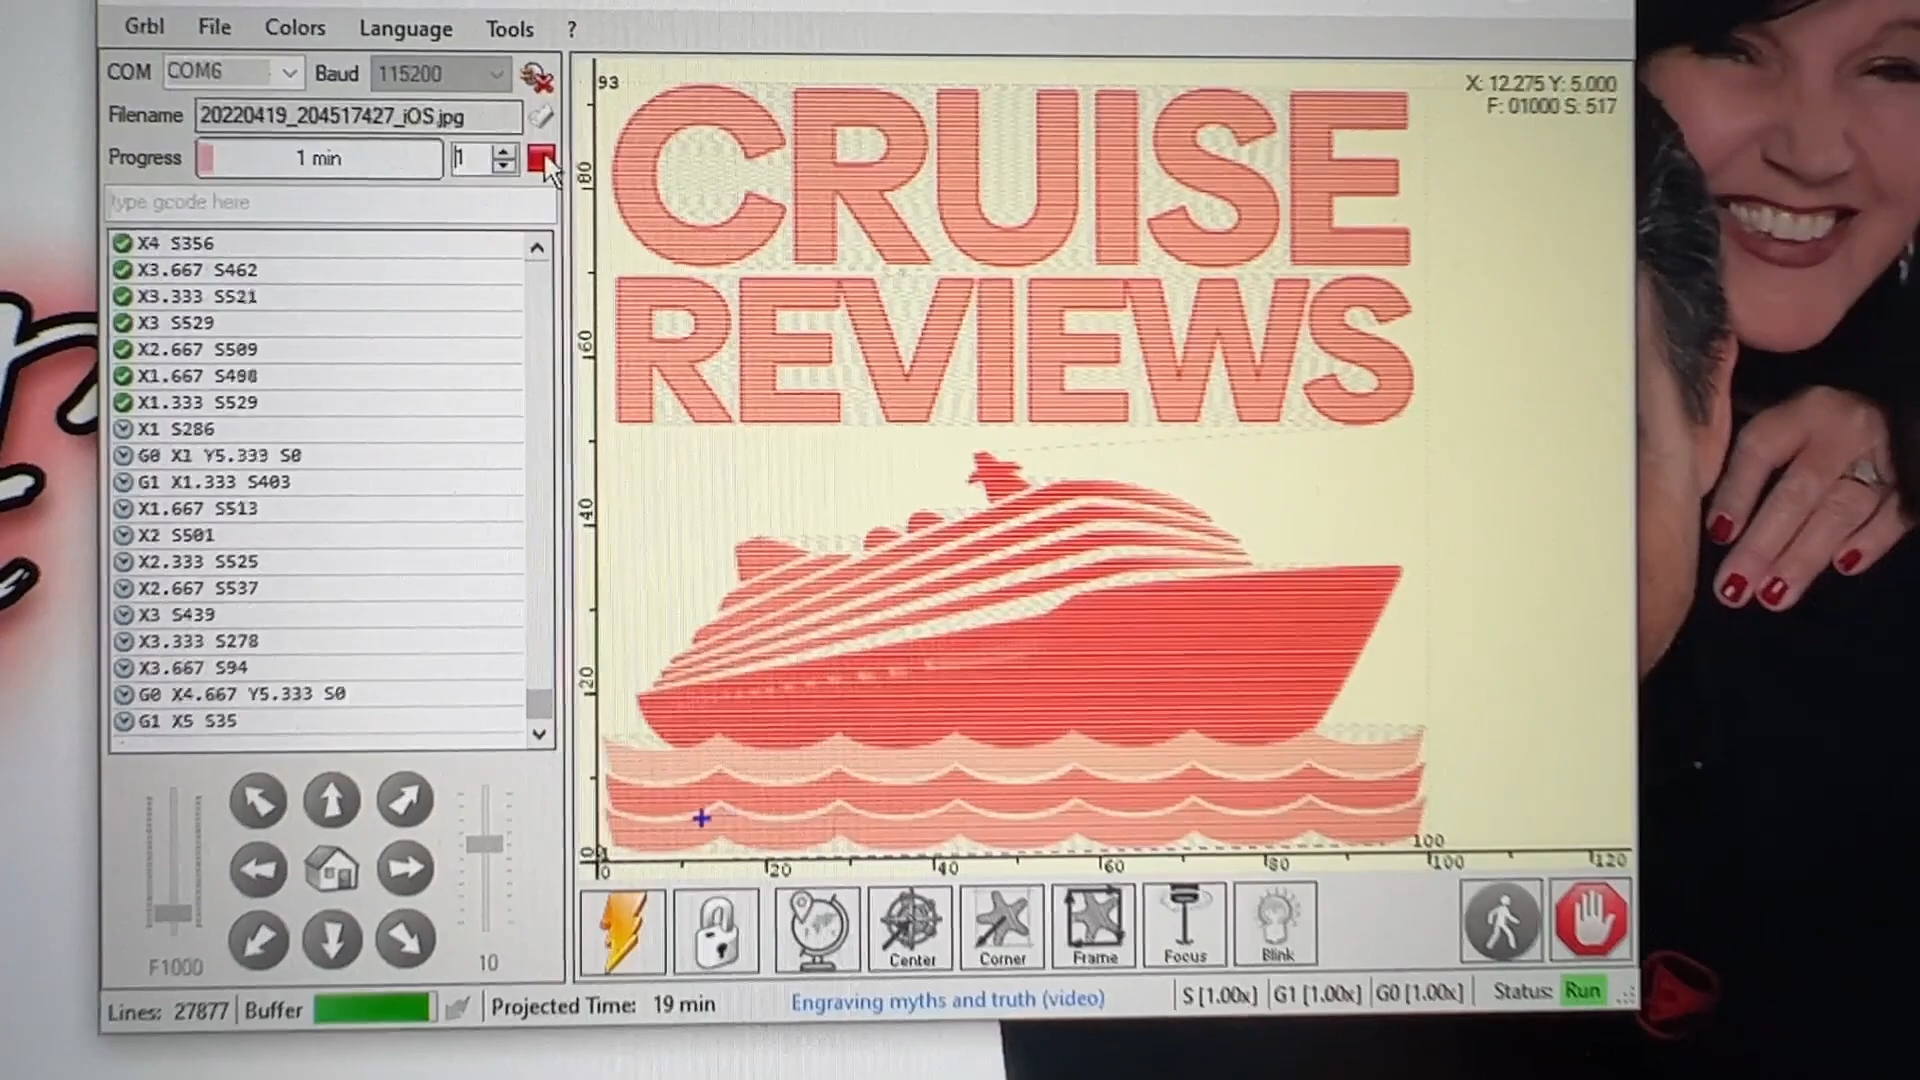 Grbl File Colors Language Tools ?
COM COM6 Baud 115200
Filename 20220419_204517427_iOS.jpg
Progress 1 min 1
type gcode here
X4 S356
X3.667 S462
X3.333 S521
X3 S529
X2.667 S509
X1.667 S498
X1.333 S529
X1 S286
G0 X1 Y5.333 S0
G1 X1.333 S403
X1.667 S513
X2 S501
X2.333 S525
X2.667 S537
X3 S439
X3.333 S278
X3.667 S94
G0 X4.667 Y5.333 S0
G1 X5 S35
F1000
10
X: 12.275 Y: 5.000
F: 01000 S: 517
93
80
60
40
20
0
CRUISE
REVIEWS
100
0 20 40 60 80 100 120
Center Corner Frame Focus Blink
Lines: 27877 Buffer Projected Time: 19 min Engraving myths and truth (video) S [1.00x] G1 [1.00x] G0 [1.00x] Status: Run